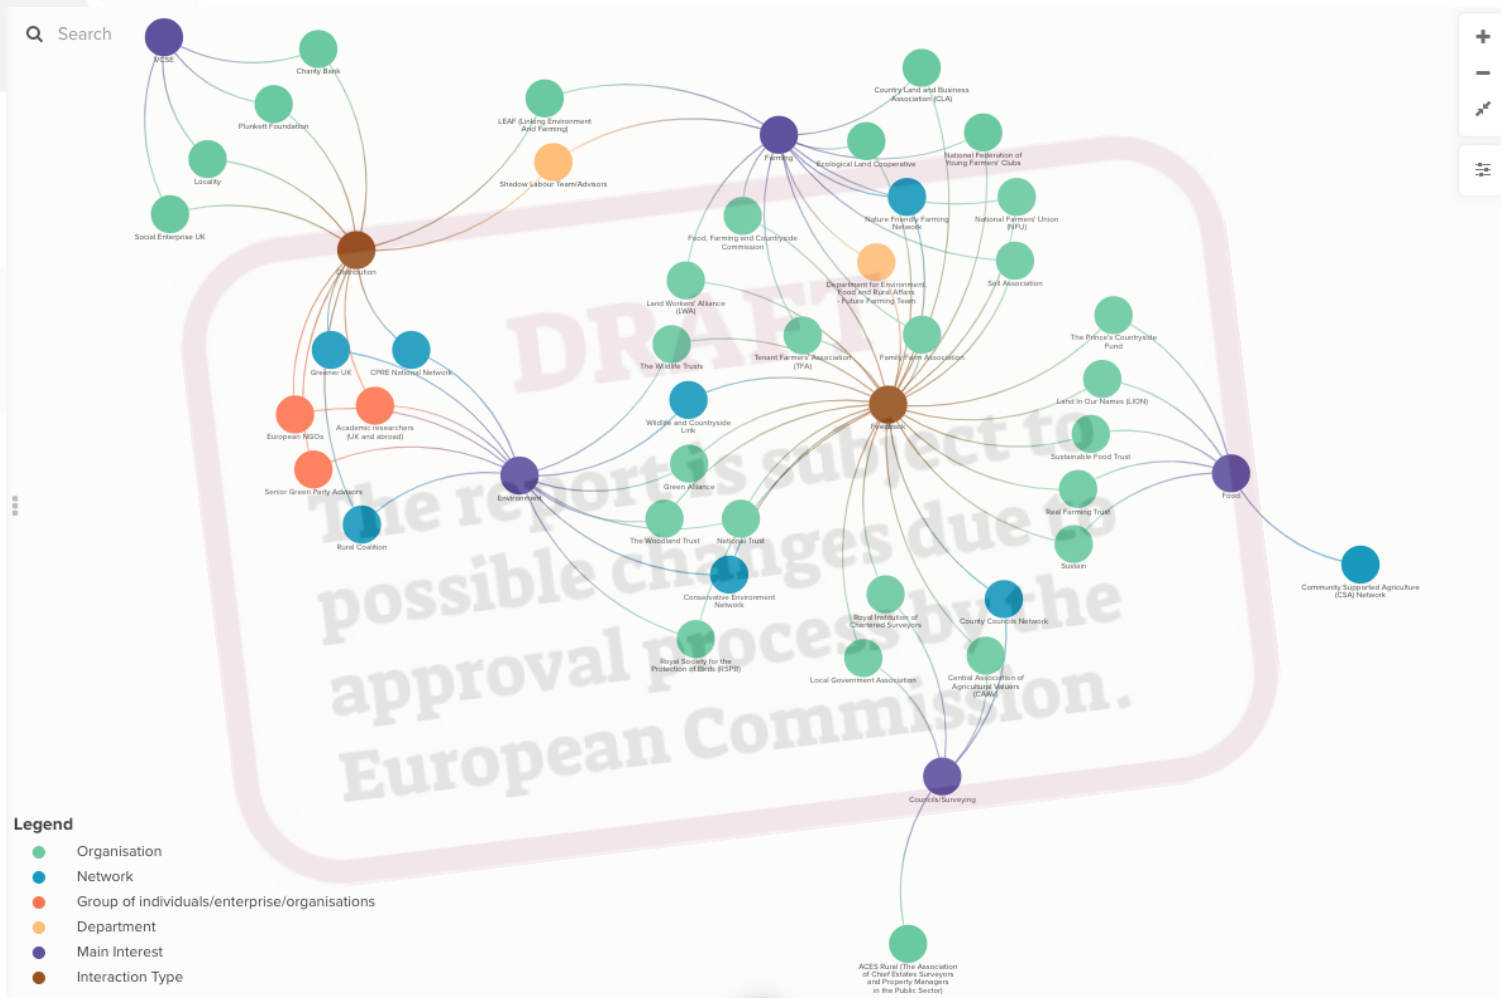 Search
VCSE
Charity Bank
Plunkett Foundation
Locality
Social Enterprise UK
Distribution
LEAF (Linking Environment
And Farming)
Shadow Labour Team/Advisors
Farming
Country Land and Business
Association (CLA)
Ecological Land Cooperative
National Federation of
Young Farmers' Clubs
Nature Friendly Farming
Network
National Farmers' Union
(NFU)
Food, Farming and Countryside
Commission
Soil Association
Department for Environment,
Food and Rural Affairs
- Future Farming Team
Land Workers' Alliance
(LWA)
The Wildlife Trusts
Tenant Farmers' Association
(TFA)
Family Farm Association
The Prince's Countryside
Fund
Land In Our Names (LION)
Sustainable Food Trust
Real Farming Trust
Sustain
Food
Community Supported Agriculture
(CSA) Network
Greener UK
CPRE National Network
European NGOs
Academic researchers
(UK and abroad)
Senior Green Party Advisors
Rural Coalition
Environment
Wildlife and Countryside
Link
Feedback
Green Alliance
The Woodland Trust
National Trust
Conservative Environment
Network
Royal Society for the
Protection of Birds (RSPB)
Royal Institution of
Chartered Surveyors
County Councils Network
Local Government Association
Central Association of
Agricultural Valuers
(CAAV)
Councils/Surveying
ACES Rural (The Association
of Chief Estates Surveyors
and Property Managers
in the Public Sector)
DRAFT
The report is subject to
possible changes due to
approval process by the
European Commission.
Legend
Organisation
Network
Group of individuals/enterprise/organisations
Department
Main Interest
Interaction Type